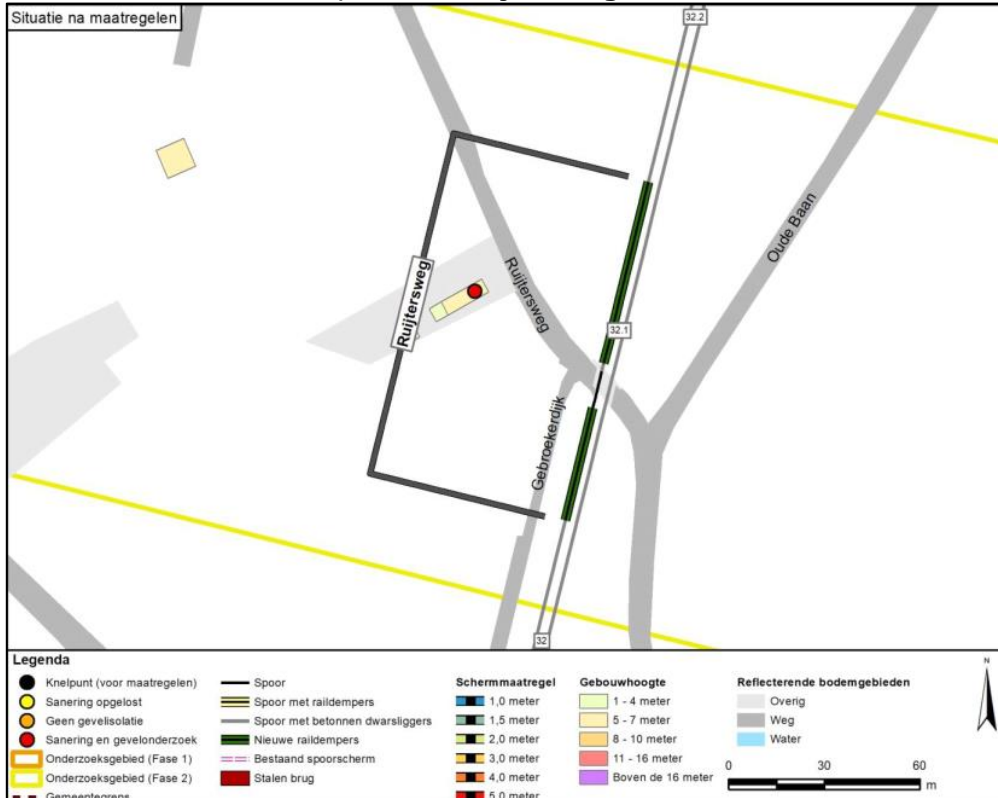 Situatie na maatregelen
32.2
Oude Baan
Ruijtersweg
Ruijtersweg
32.1
Gebroekerdijk
32
Legenda
Knelpunt (voor maatregelen)
Sanering opgelost
Geen gevelisolatie
Sanering en gevelonderzoek
Onderzoeksgebied (Fase 1)
Onderzoeksgebied (Fase 2)
Gemeentegrens
Spoor
Spoor met raildempers
Spoor met betonnen dwarsliggers
Nieuwe raildempers
Bestaand spoorscherm
Stalen brug
Schermmaatregel
1,0 meter
1,5 meter
2,0 meter
3,0 meter
4,0 meter
5,0 meter
Gebouwhoogte
1 - 4 meter
5 - 7 meter
8 - 10 meter
11 - 16 meter
Boven de 16 meter
Reflecterende bodemgebieden
Overig
Weg
Water
N
0 30 60
m